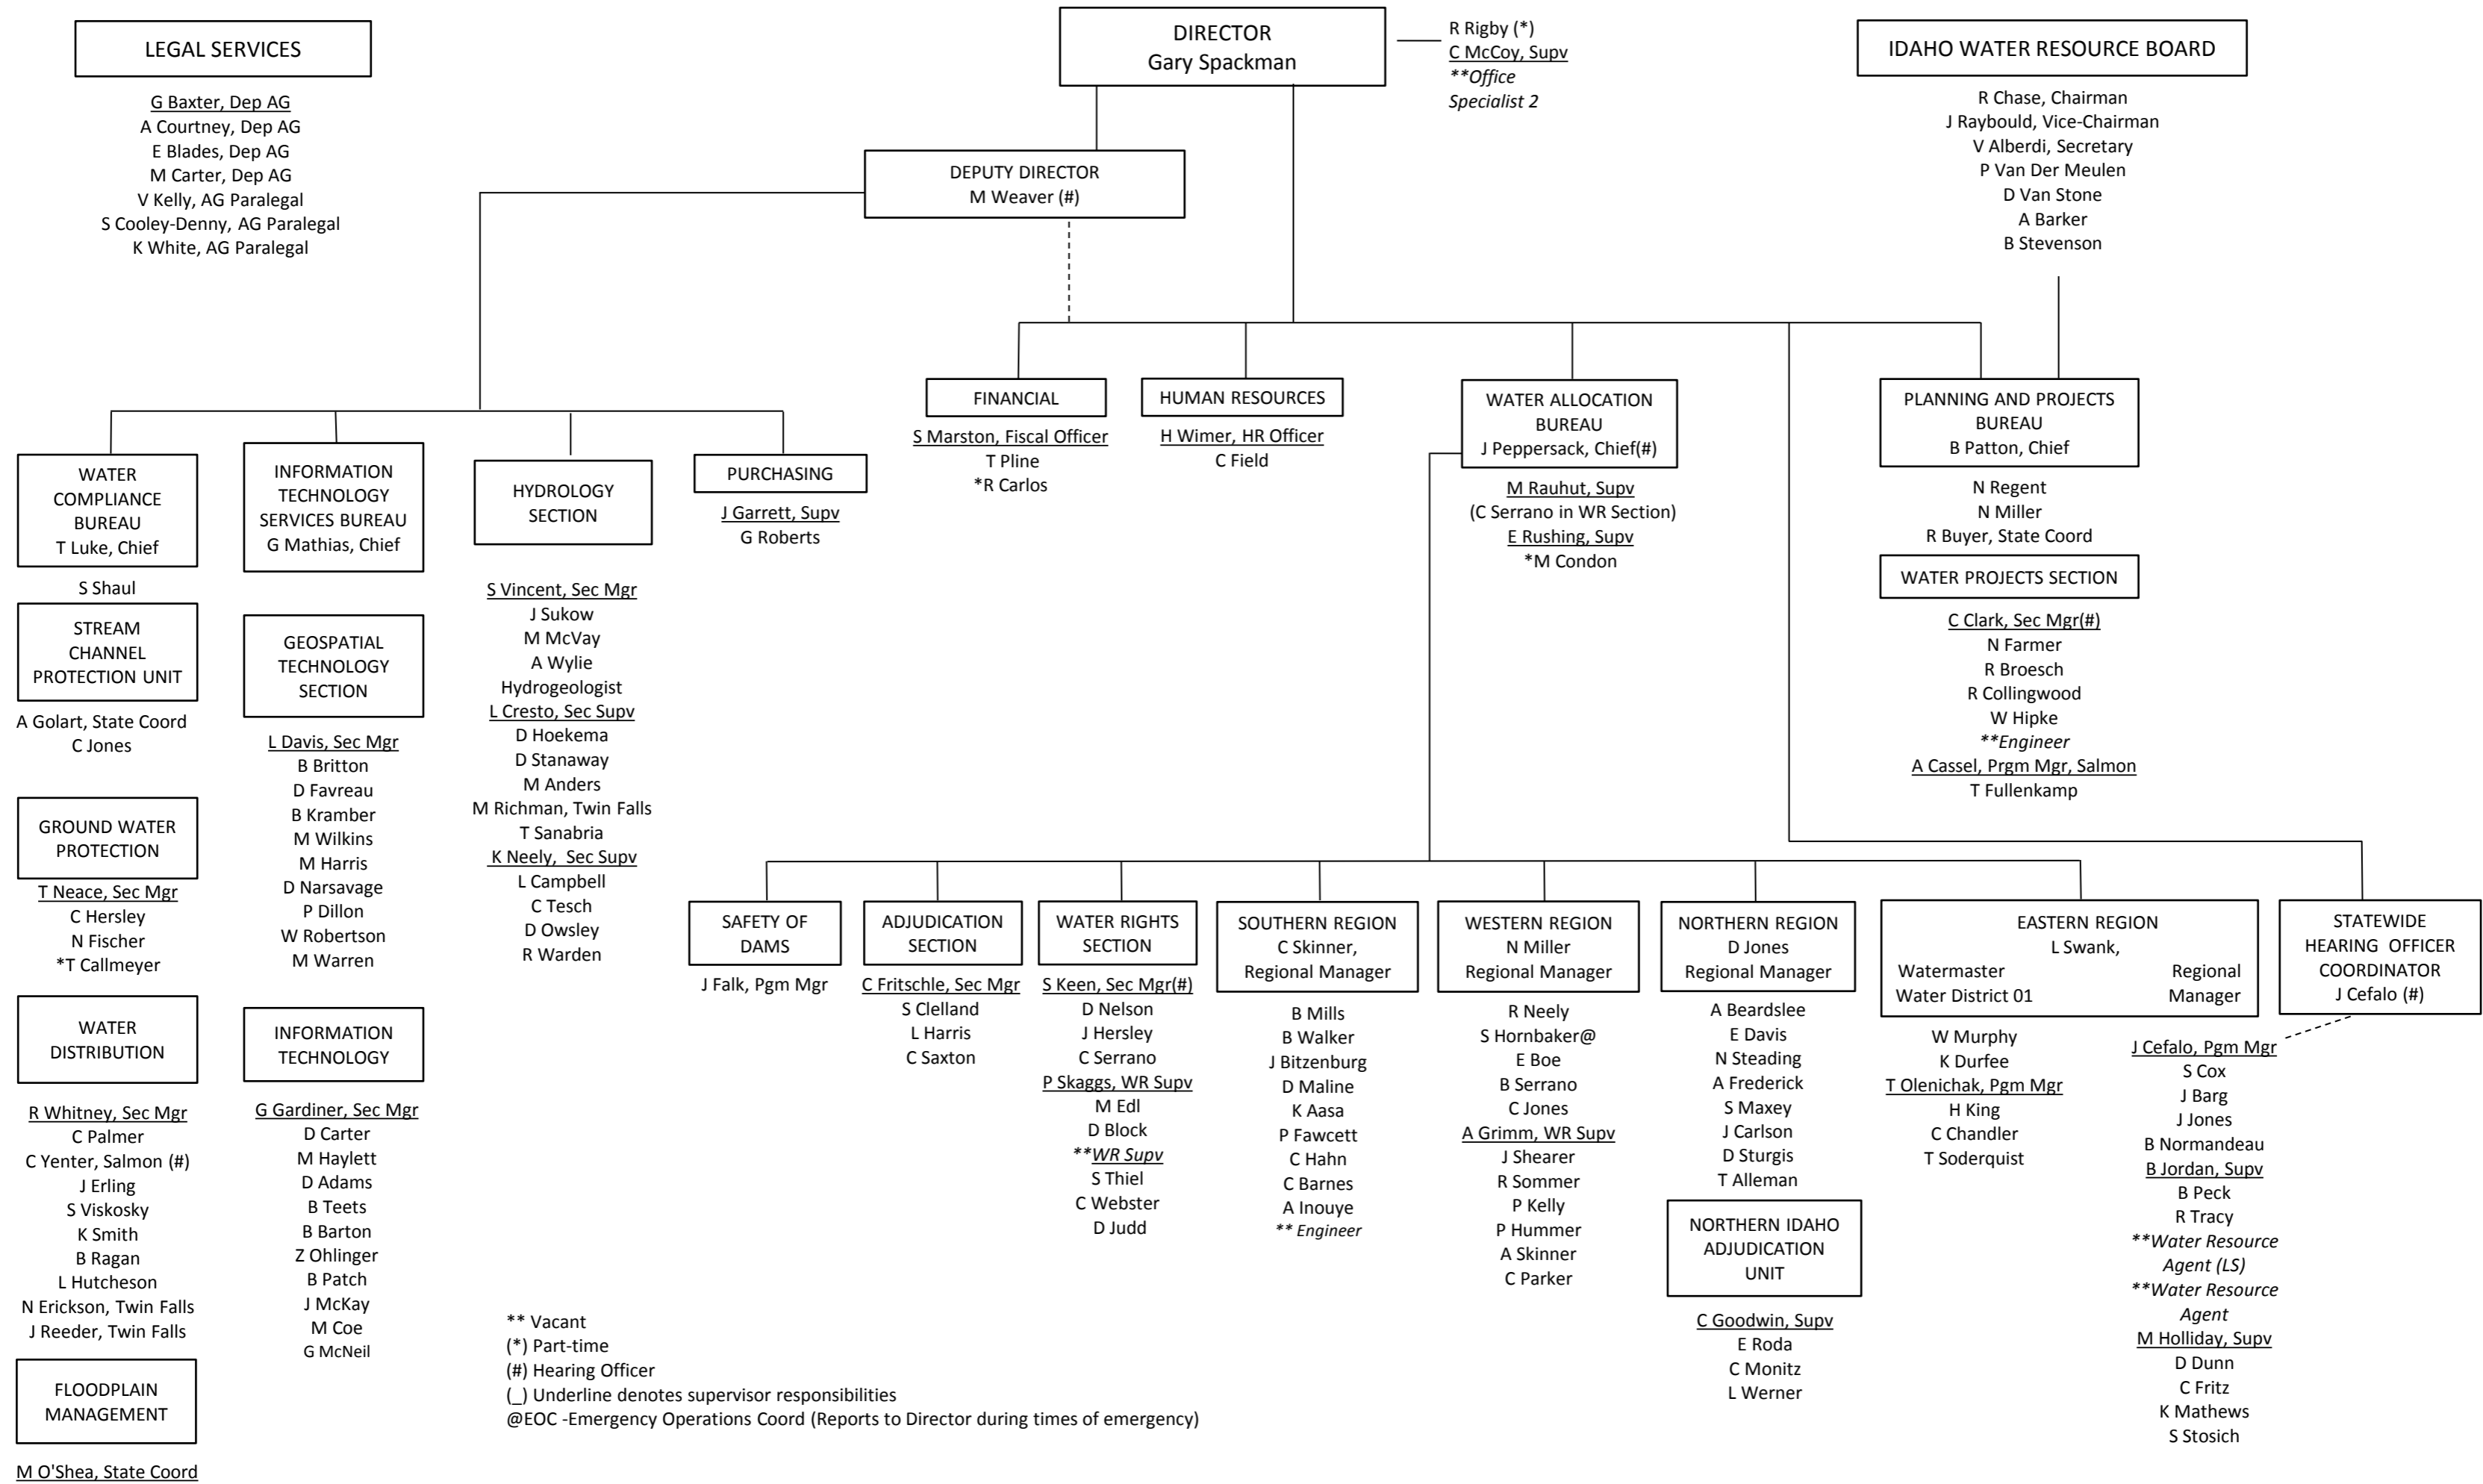 LEGAL SERVICES
G Baxter, Dep AG
A Courtney, Dep AG
E Blades, Dep AG
M Carter, Dep AG
V Kelly, AG Paralegal
S Cooley-Denny, AG Paralegal
K White, AG Paralegal
DIRECTOR
Gary Spackman
R Rigby (*)
C McCoy, Supv
**Office
Specialist 2
IDAHO WATER RESOURCE BOARD
R Chase, Chairman
J Raybould, Vice-Chairman
V Alberdi, Secretary
P Van Der Meulen
D Van Stone
A Barker
B Stevenson
DEPUTY DIRECTOR
M Weaver (#)
WATER
COMPLIANCE
BUREAU
T Luke, Chief
S Shaul
STREAM
CHANNEL
PROTECTION UNIT
A Golart, State Coord
C Jones
GROUND WATER
PROTECTION
T Neace, Sec Mgr
C Hersley
N Fischer
*T Callmeyer
WATER
DISTRIBUTION
R Whitney, Sec Mgr
C Palmer
C Yenter, Salmon (#)
J Erling
S Viskosky
K Smith
B Ragan
L Hutcheson
N Erickson, Twin Falls
J Reeder, Twin Falls
FLOODPLAIN
MANAGEMENT
M O'Shea, State Coord
INFORMATION
TECHNOLOGY
SERVICES BUREAU
G Mathias, Chief
GEOSPATIAL
TECHNOLOGY
SECTION
L Davis, Sec Mgr
B Britton
D Favreau
B Kramber
M Wilkins
M Harris
D Narsavage
P Dillon
W Robertson
M Warren
INFORMATION
TECHNOLOGY
G Gardiner, Sec Mgr
D Carter
M Haylett
D Adams
B Teets
B Barton
Z Ohlinger
B Patch
J McKay
M Coe
G McNeil
HYDROLOGY
SECTION
S Vincent, Sec Mgr
J Sukow
M McVay
A Wylie
Hydrogeologist
L Cresto, Sec Supv
D Hoekema
D Stanaway
M Anders
M Richman, Twin Falls
T Sanabria
K Neely, Sec Supv
L Campbell
C Tesch
D Owsley
R Warden
PURCHASING
J Garrett, Supv
G Roberts
FINANCIAL
S Marston, Fiscal Officer
T Pline
*R Carlos
HUMAN RESOURCES
H Wimer, HR Officer
C Field
WATER ALLOCATION
BUREAU
J Peppersack, Chief(#)
M Rauhut, Supv
(C Serrano in WR Section)
E Rushing, Supv
*M Condon
PLANNING AND PROJECTS
BUREAU
B Patton, Chief
N Regent
N Miller
R Buyer, State Coord
WATER PROJECTS SECTION
C Clark, Sec Mgr(#)
N Farmer
R Broesch
R Collingwood
W Hipke
**Engineer
A Cassel, Prgm Mgr, Salmon
T Fullenkamp
SAFETY OF
DAMS
J Falk, Pgm Mgr
ADJUDICATION
SECTION
C Fritschle, Sec Mgr
S Clelland
L Harris
C Saxton
WATER RIGHTS
SECTION
S Keen, Sec Mgr(#)
D Nelson
J Hersley
C Serrano
P Skaggs, WR Supv
M Edl
D Block
**WR Supv
S Thiel
C Webster
D Judd
SOUTHERN REGION
C Skinner,
Regional Manager
B Mills
B Walker
J Bitzenburg
D Maline
K Aasa
P Fawcett
C Hahn
C Barnes
A Inouye
** Engineer
WESTERN REGION
N Miller
Regional Manager
R Neely
S Hornbaker@
E Boe
B Serrano
C Jones
A Grimm, WR Supv
J Shearer
R Sommer
P Kelly
P Hummer
A Skinner
C Parker
NORTHERN REGION
D Jones
Regional Manager
A Beardslee
E Davis
N Steading
A Frederick
S Maxey
J Carlson
D Sturgis
T Alleman
NORTHERN IDAHO
ADJUDICATION
UNIT
C Goodwin, Supv
E Roda
C Monitz
L Werner
EASTERN REGION
L Swank,
Watermaster Regional
Water District 01 Manager
W Murphy
K Durfee
T Olenichak, Pgm Mgr
H King
C Chandler
T Soderquist
J Cefalo, Pgm Mgr
S Cox
J Barg
J Jones
B Normandeau
B Jordan, Supv
B Peck
R Tracy
**Water Resource
Agent (LS)
**Water Resource
Agent
M Holliday, Supv
D Dunn
C Fritz
K Mathews
S Stosich
STATEWIDE
HEARING OFFICER
COORDINATOR
J Cefalo (#)
** Vacant
(*) Part-time
(#) Hearing Officer
(_) Underline denotes supervisor responsibilities
@EOC -Emergency Operations Coord (Reports to Director during times of emergency)